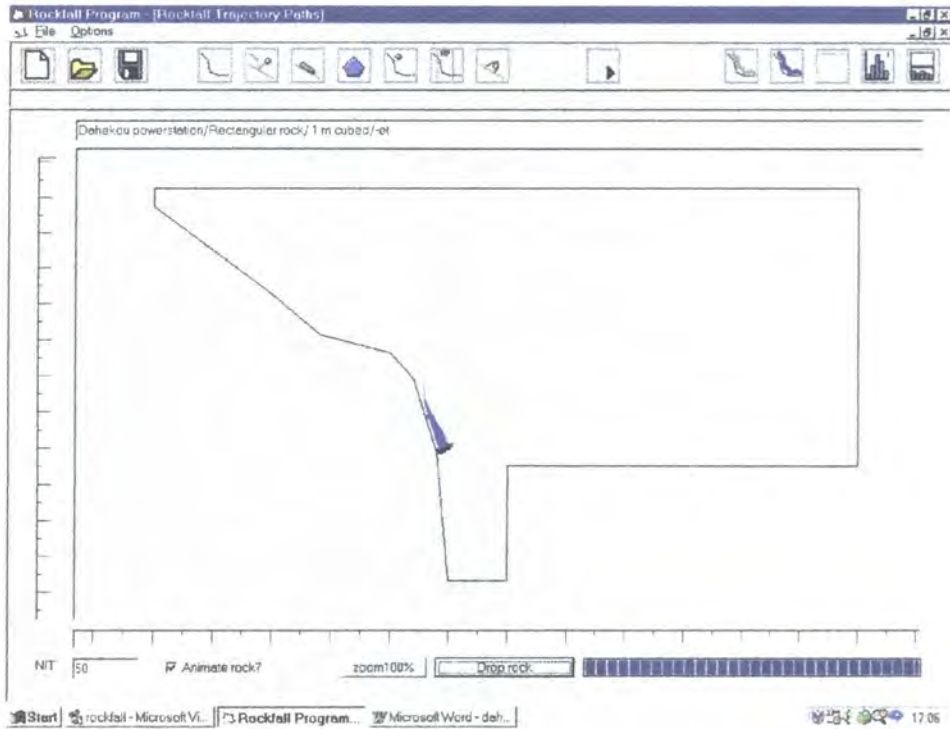 Rockfall Program - [Rockfall Trajectory Paths]
File Options
Dahekou powerstation/Rectangular rock/ 1 m cubed/-et
NIT 50 Animate rock? zoom100% Drop rock
Start rockfall - Microsoft Vi... Rockfall Program... Microsoft Word - dah... 17:06